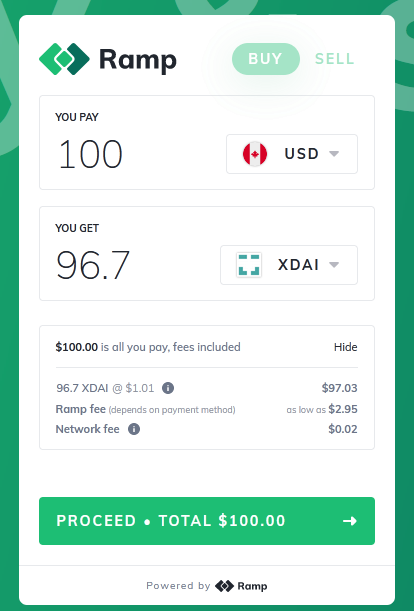 Ramp
BUY SELL
YOU PAY
100 USD
YOU GET
96.7 XDAI
$100.00 is all you pay, fees included Hide
96.7 XDAI @ $1.01 i $97.03
Ramp fee (depends on payment method) as low as $2.95
Network fee i $0.02
PROCEED • TOTAL $100.00 ➜
Powered by Ramp